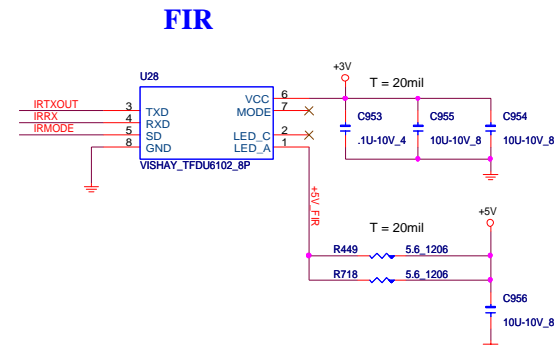 FIR
U28
+3V
T = 20mil
IRTXOUT 3 TXD VCC 6
IRRX 4 RXD MODE 7
IRMODE 5 SD LED_C 2
8 GND LED_A 1
VISHAY_TFDU6102_8P
C953 C955 C954
.1U-10V_4 10U-10V_8 10U-10V_8
+5V_FIR
+5V
T = 20mil
R449 5.6_1206
R718 5.6_1206
C956
10U-10V_8